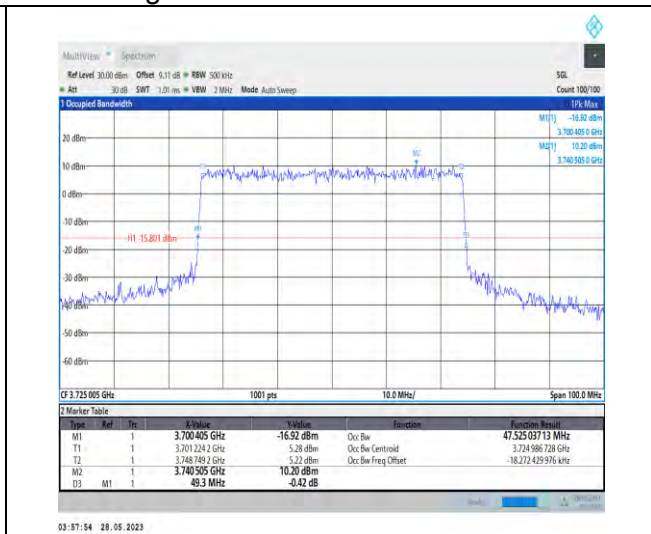 MultiView Spectrum
Ref Level 30.00 dBm Offset 9.11 dB RBW 500 kHz SGL
Att 30 dB SWT 1.01 ms VBW 2 MHz Mode Auto Sweep Count 100/100
1 Occupied Bandwidth 1Pk Max
M1[1] -16.92 dBm
3.700 405 0 GHz
M2[1] 10.20 dBm
3.740 505 0 GHz
20 dBm
10 dBm
0 dBm
-10 dBm
H1 -15.801 dBm
-20 dBm
-30 dBm
-40 dBm
-50 dBm
-60 dBm
CF 3.725 005 GHz 1001 pts 10.0 MHz/ Span 100.0 MHz
2 Marker Table
Type Ref Trc X-Value Y-Value Function Function Result
M1 1 3.700405 GHz -16.92 dBm Occ Bw 47.525 037 13 MHz
T1 1 3.701 224 2 GHz 5.28 dBm Occ Bw Centroid 3.724 986 728 GHz
T2 1 3.748 749 2 GHz 5.22 dBm Occ Bw Freq Offset -18.272 429 976 kHz
M2 1 3.740505 GHz 10.20 dBm
D3 M1 1 49.3 MHz -0.42 dB
03:57:54 28.05.2023